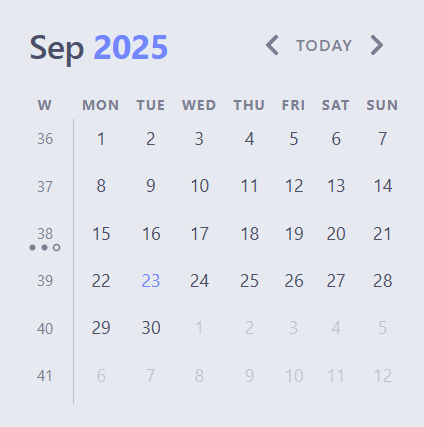 Sep 2025 TODAY
W MON TUE WED THU FRI SAT SUN
36 1 2 3 4 5 6 7
37 8 9 10 11 12 13 14
38 15 16 17 18 19 20 21
39 22 23 24 25 26 27 28
40 29 30 1 2 3 4 5
41 6 7 8 9 10 11 12